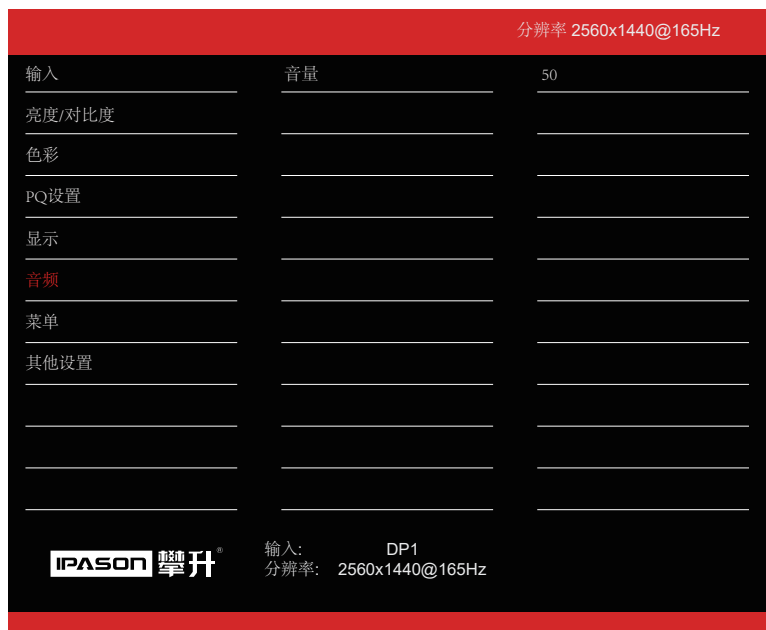 分辨率 2560x1440@165Hz
输入 音量 50
亮度/对比度
色彩
PQ设置
显示
音频
菜单
其他设置
IPASON 攀升®
输入: DP1
分辨率: 2560x1440@165Hz